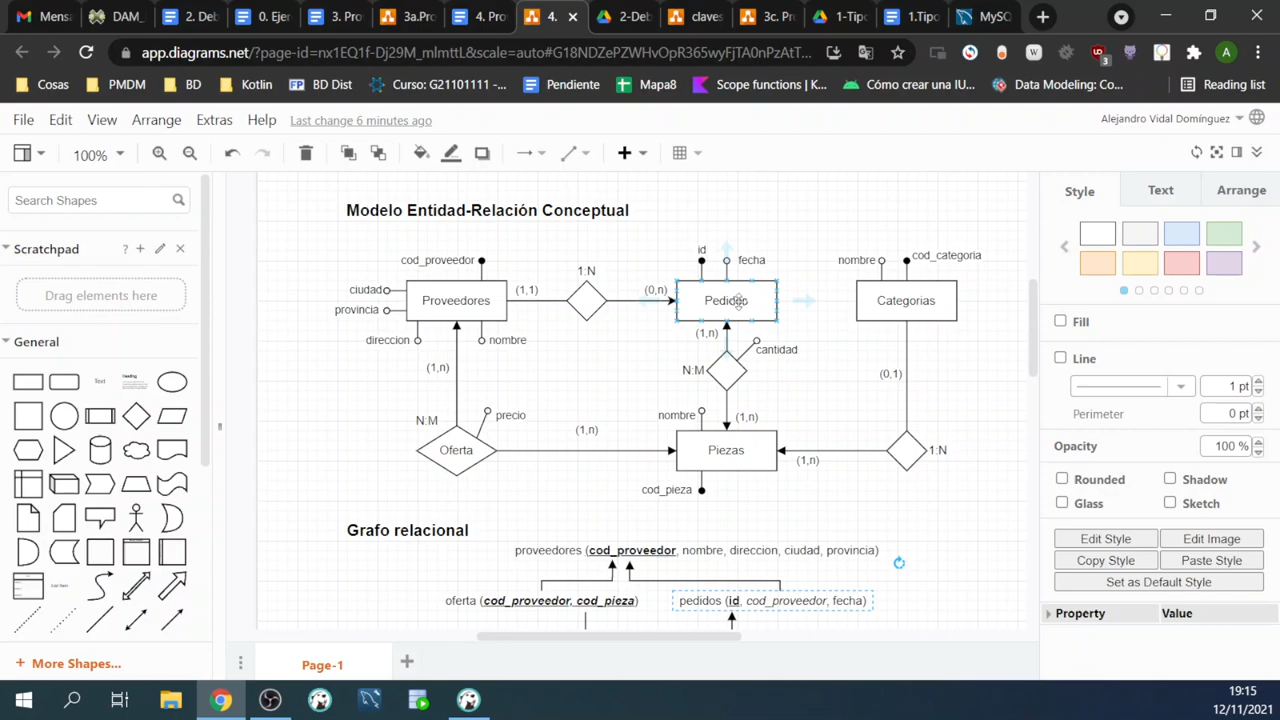 Mensa
DAM_
2. Deb
0. Ejer
3. Pro
3a.Pro
4. Pro
4.
2-Deb
claves
3c. Pr
1-Tipo
1.Tipo
MySQ
app.diagrams.net/?page-id=nx1EQ1f-Dj29M_mlmttL&scale=auto#G18NDZePZWHvOpR365wyFjTA0nPzAtT...
A
3
Cosas
PMDM
BD
Kotlin
FP BD Dist
Curso: G21101111 -...
Pendiente
Mapa8
Scope functions | K...
Cómo crear una IU...
Data Modeling: Co...
Reading list
File Edit View Arrange Extras Help Last change 6 minutes ago
Alejandro Vidal Domínguez
100%
Search Shapes
Scratchpad ?
Drag elements here
General
Text
Heading
+ More Shapes...
Modelo Entidad-Relación Conceptual
cod_proveedor
ciudad
provincia
direccion
nombre
Proveedores
(1,1)
1:N
(0,n)
id
fecha
Pedidos
nombre
cod_categoria
Categorias
(1,n)
(1,n)
cantidad
N:M
(0,1)
N:M
precio
nombre
(1,n)
(1,n)
Oferta
Piezas
(1,n)
1:N
cod_pieza
Grafo relacional
proveedores (cod_proveedor, nombre, direccion, ciudad, provincia)
oferta (cod_proveedor, cod_pieza)
pedidos (id, cod_proveedor, fecha)
Page-1
Style Text Arrange
Fill
Line
1 pt
Perimeter
0 pt
Opacity
100 %
Rounded
Shadow
Glass
Sketch
Edit Style
Edit Image
Copy Style
Paste Style
Set as Default Style
Property
Value
19:15
12/11/2021